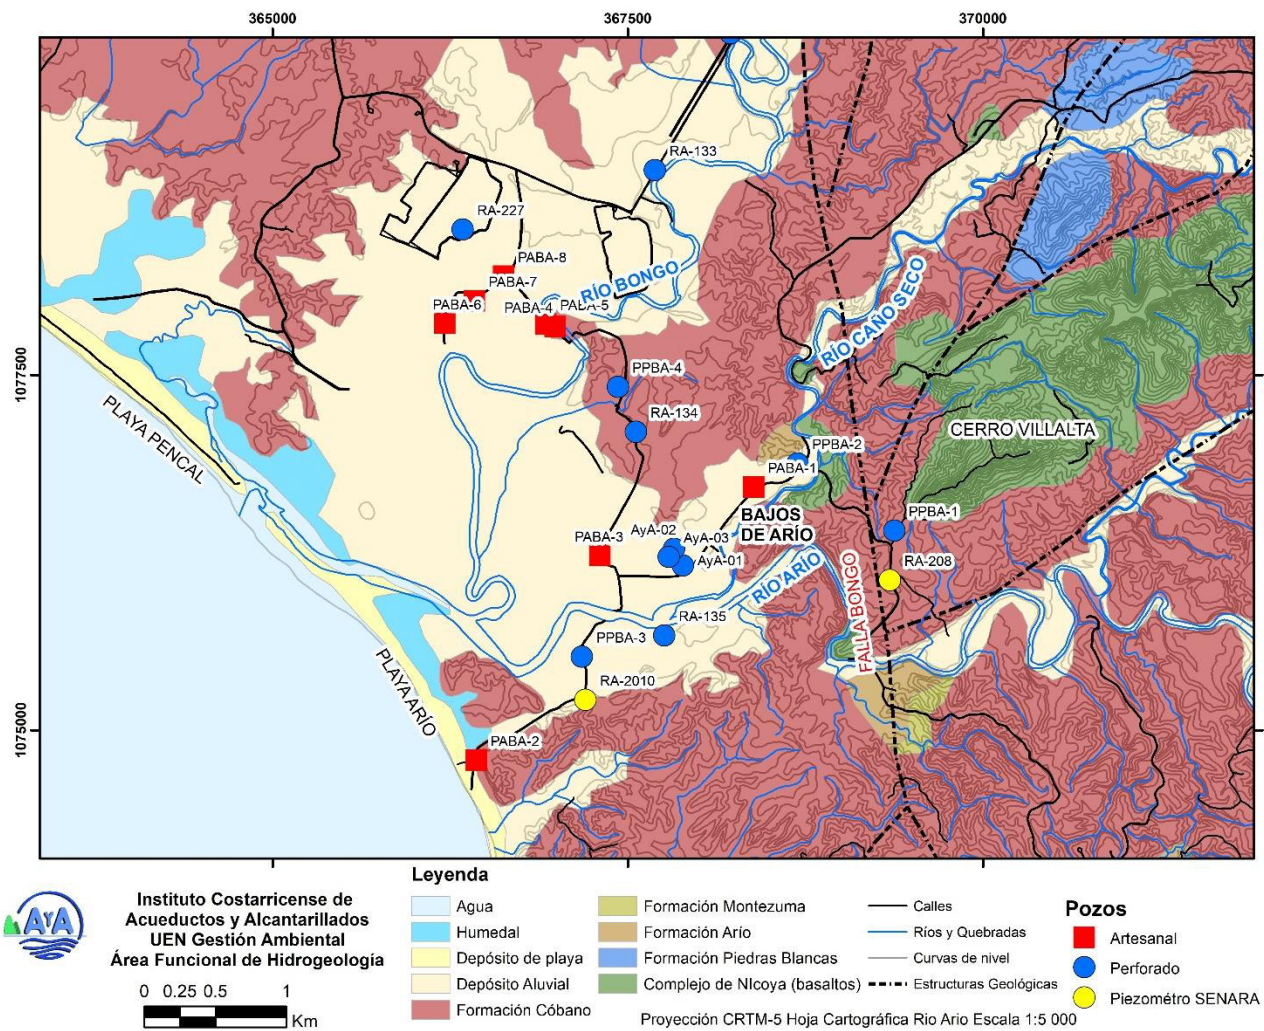 365000
367500
370000
1077500
1075000
RA-133
RA-227
PABA-8
PABA-7
PABA-6
PABA-4
PABA-5
RÍO BONGO
RÍO CAÑO SECO
PPBA-4
RA-134
PLAYA PENCAL
CERRO VILLALTA
PPBA-2
PABA-1
BAJOS
DE ARÍO
PPBA-1
AyA-02
AyA-03
AyA-01
PABA-3
RA-208
RÍO ARÍO
FALLA BONGO
RA-135
PPBA-3
RA-2010
PLAYA ARÍO
PABA-2
AyA
Instituto Costarricense de
Acueductos y Alcantarillados
UEN Gestión Ambiental
Área Funcional de Hidrogeología
0 0.25 0.5 1
Km
Leyenda
Agua
Humedal
Depósito de playa
Depósito Aluvial
Formación Cóbano
Formación Montezuma
Formación Arío
Formación Piedras Blancas
Complejo de NIcoya (basaltos)
Calles
Ríos y Quebradas
Curvas de nivel
Estructuras Geológicas
Pozos
Artesanal
Perforado
Piezométro SENARA
Proyección CRTM-5 Hoja Cartográfica Rio Ario Escala 1:5 000